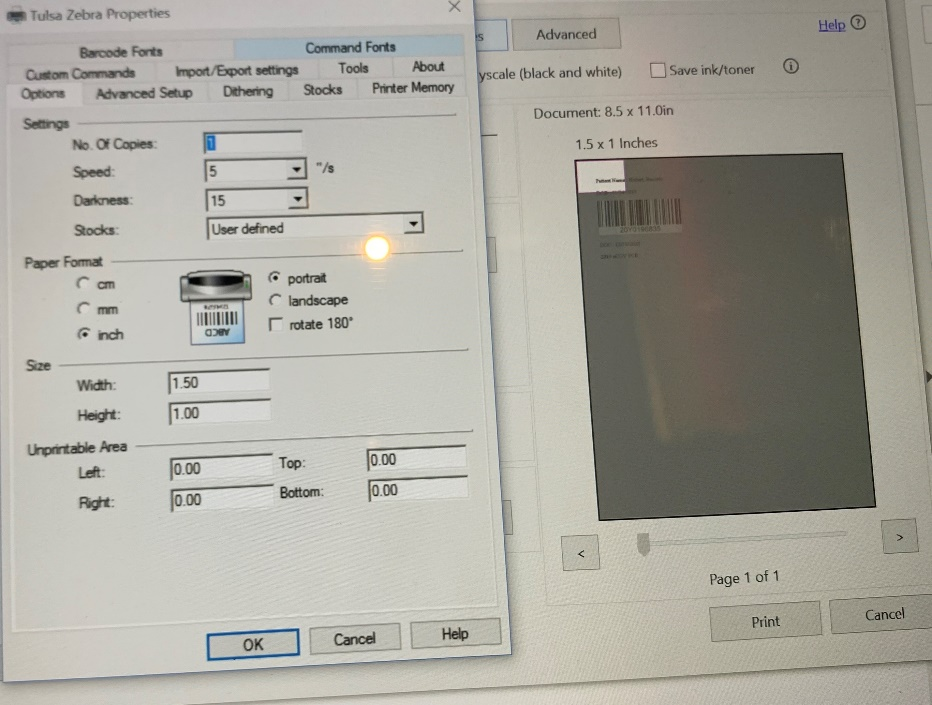 Tulsa Zebra Properties
Barcode Fonts
Command Fonts
Custom Commands
Import/Export settings
Tools
About
Options
Advanced Setup
Dithering
Stocks
Printer Memory
Settings
No. Of Copies: 1
Speed: 5 "/s
Darkness: 15
Stocks: User defined
Paper Format
cm
mm
inch
ABCD
portrait
landscape
rotate 180°
Size
Width: 1.50
Height: 1.00
Unprintable Area
Left: 0.00
Top: 0.00
Right: 0.00
Bottom: 0.00
OK
Cancel
Help
s
Advanced
Help ?
yscale (black and white)
Save ink/toner
Document: 8.5 x 11.0in
1.5 x 1 Inches
Patient Name
<
>
Page 1 of 1
Print
Cancel